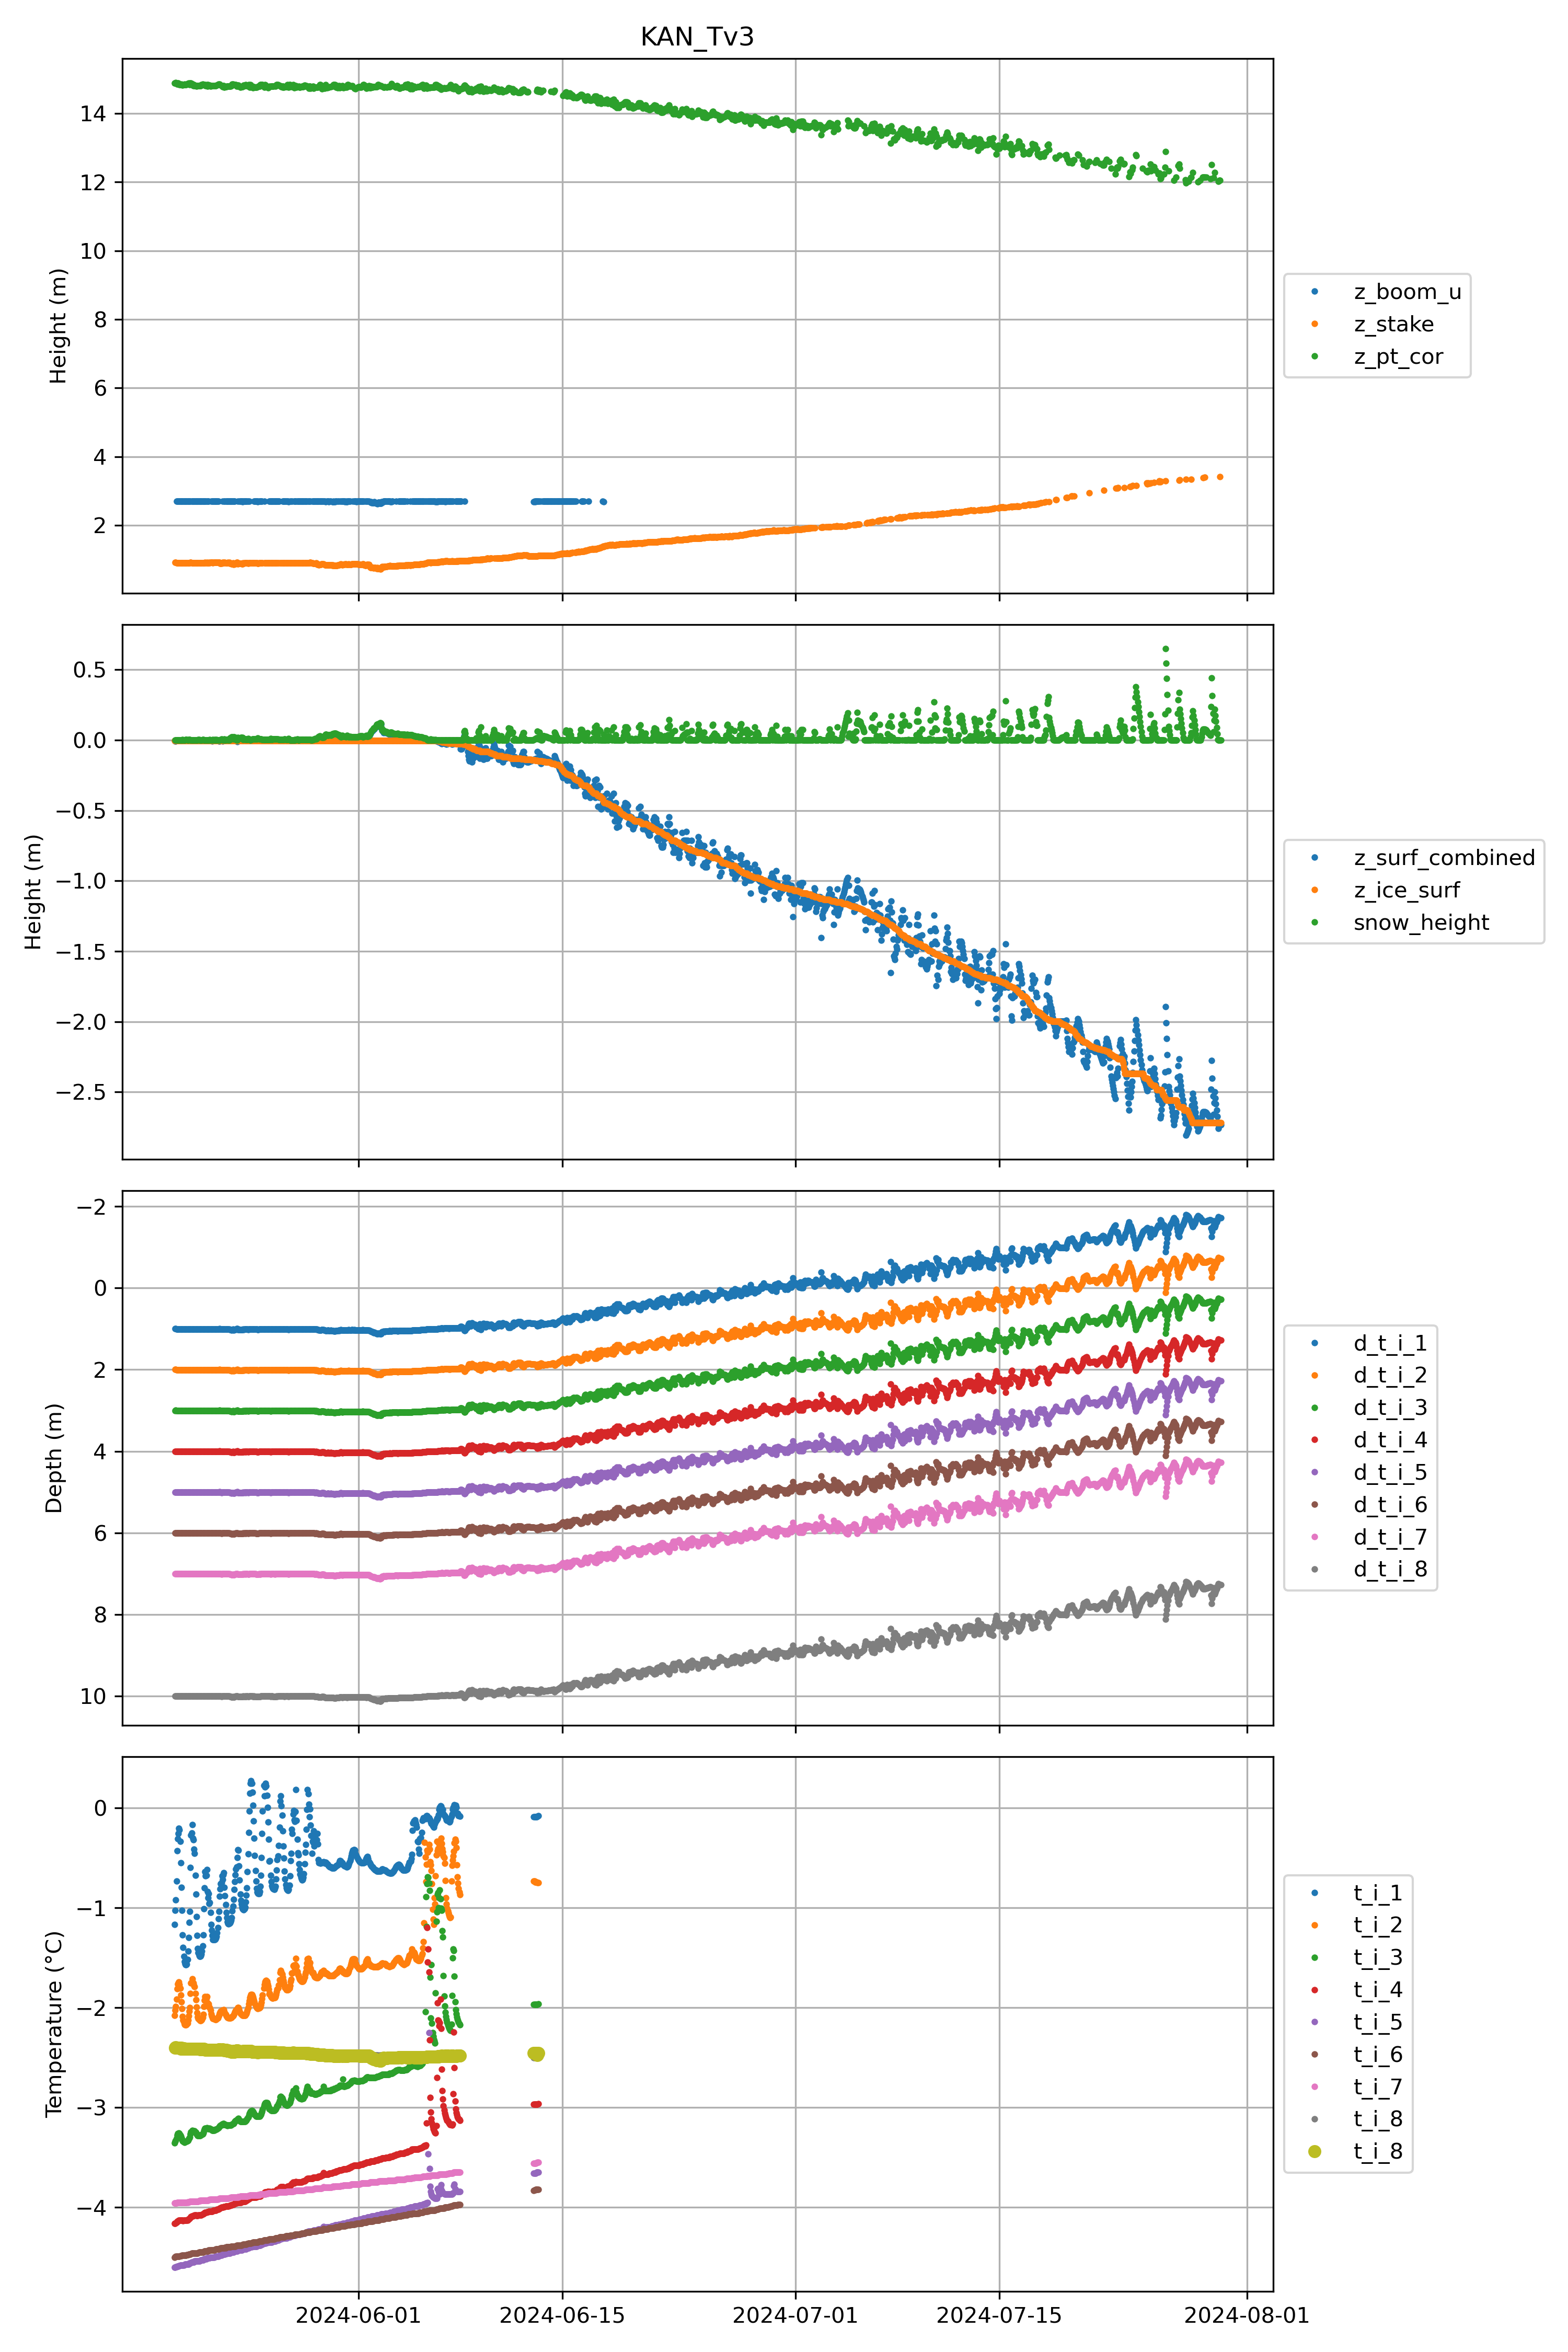 KAN_Tv3
Height (m)
14
12
10
8
6
4
2
z_boom_u
z_stake
z_pt_cor
Height (m)
0.5
0.0
−0.5
−1.0
−1.5
−2.0
−2.5
z_surf_combined
z_ice_surf
snow_height
Depth (m)
−2
0
2
4
6
8
10
d_t_i_1
d_t_i_2
d_t_i_3
d_t_i_4
d_t_i_5
d_t_i_6
d_t_i_7
d_t_i_8
Temperature (°C)
0
−1
−2
−3
−4
t_i_1
t_i_2
t_i_3
t_i_4
t_i_5
t_i_6
t_i_7
t_i_8
t_i_8
2024-06-01
2024-06-15
2024-07-01
2024-07-15
2024-08-01